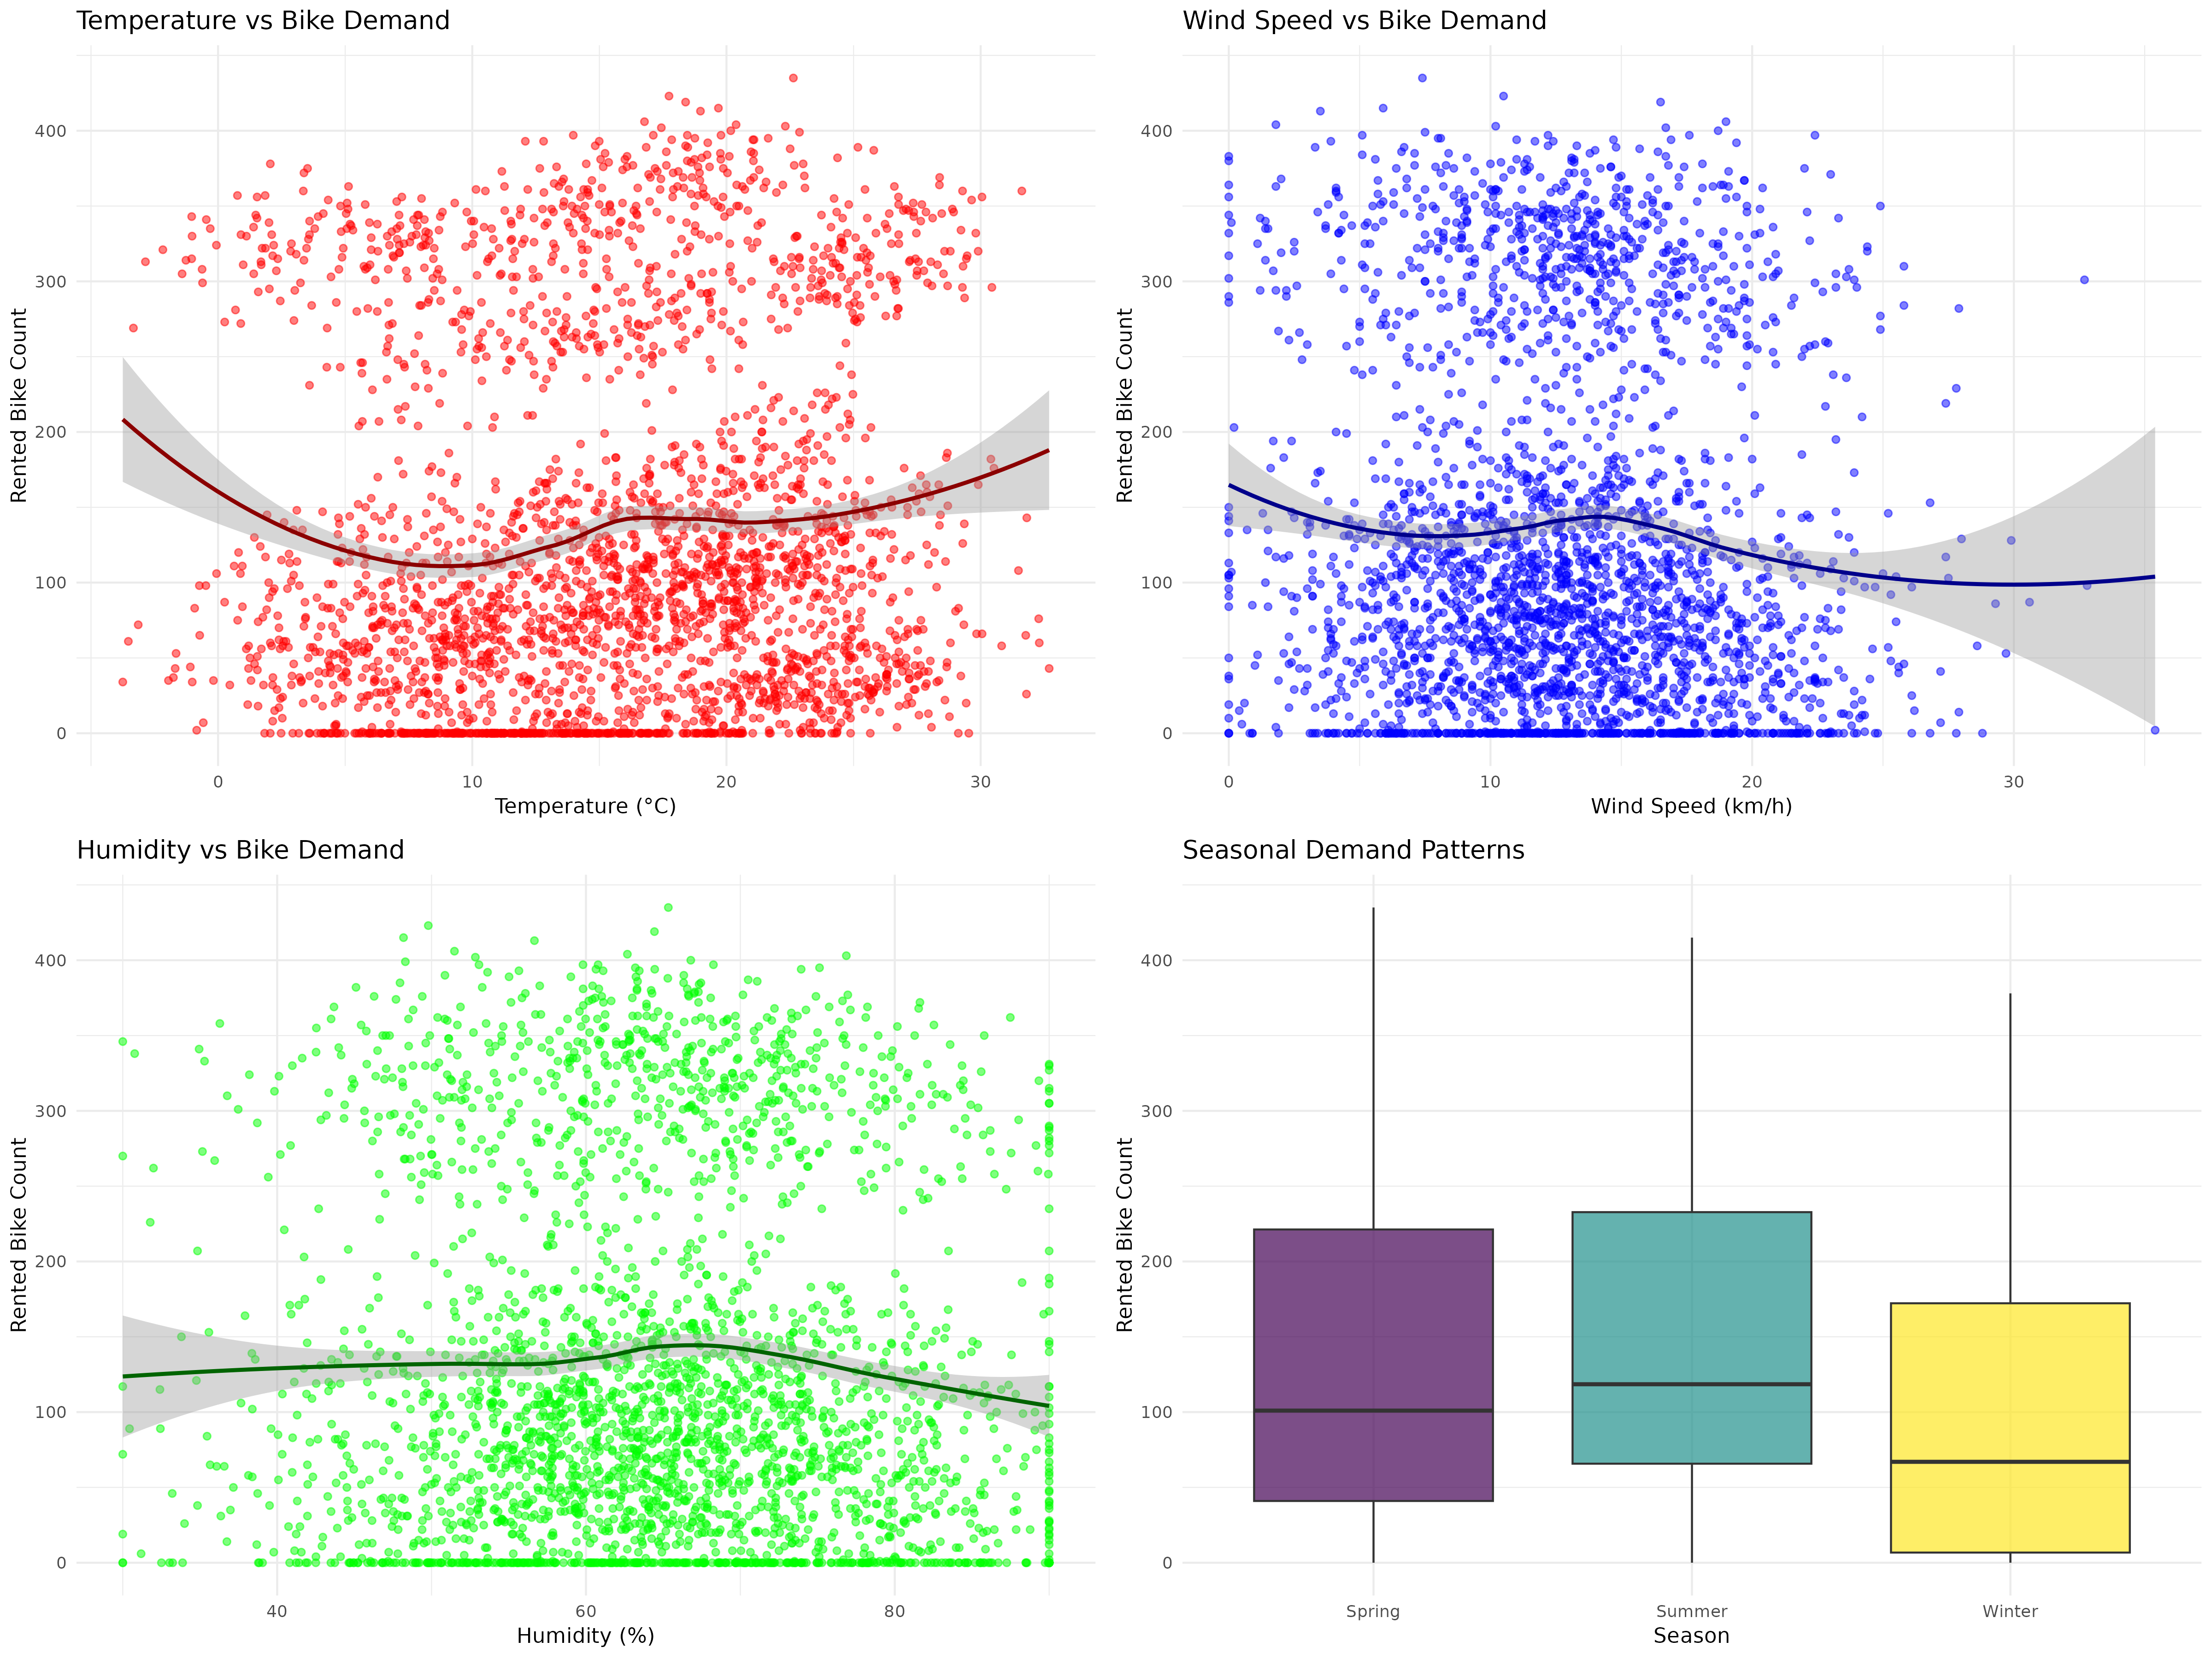 Temperature vs Bike Demand
Rented Bike Count
400
300
200
100
0
0 10 20 30
Temperature (°C)
Wind Speed vs Bike Demand
Rented Bike Count
400
300
200
100
0
0 10 20 30
Wind Speed (km/h)
Humidity vs Bike Demand
Rented Bike Count
400
300
200
100
0
40 60 80
Humidity (%)
Seasonal Demand Patterns
Rented Bike Count
400
300
200
100
0
Spring Summer Winter
Season